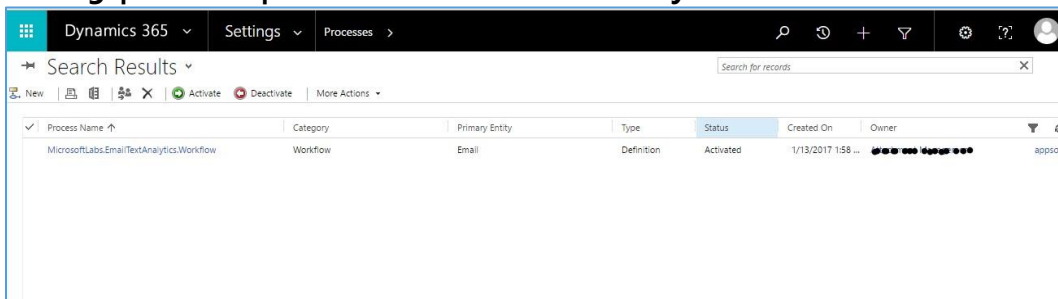 Dynamics 365 Settings Processes >
Search Results
Search for records
New Activate Deactivate More Actions
Process Name Category Primary Entity Type Status Created On Owner
MicrosoftLabs.EmailTextAnalytics.Workflow Workflow Email Definition Activated 1/13/2017 1:58 ... appsc